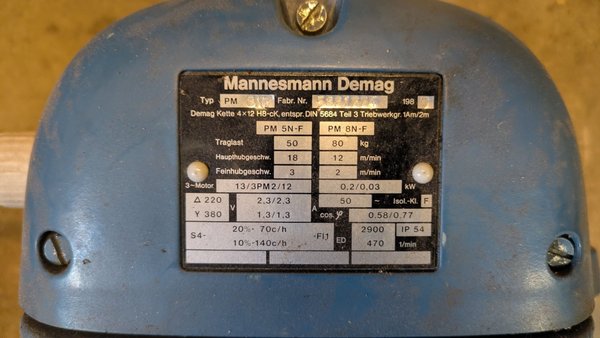 Mannesmann Demag
Typ PM Fabr. Nr. 198
Demag Kette 4×12 H8-cK, entspr. DIN 5684 Teil 3 Triebwerkgr. 1Am/2m
PM 5N-F PM 8N-F
Traglast 50 80 kg
Haupthubgeschw. 18 12 m/min
Feinhubgeschw. 3 2 m/min
3~Motor 13/3PM2/12 0,2/0,03 kW
Δ 220 V 2,3/2,3 A 50 ~ Isol.-Kl. F
Y 380 1,3/1,3 cos φ 0.58/0.77
S4- 20%- 70c/h -FI1 ED 2900 IP 54
10%-140c/h 470 1/min